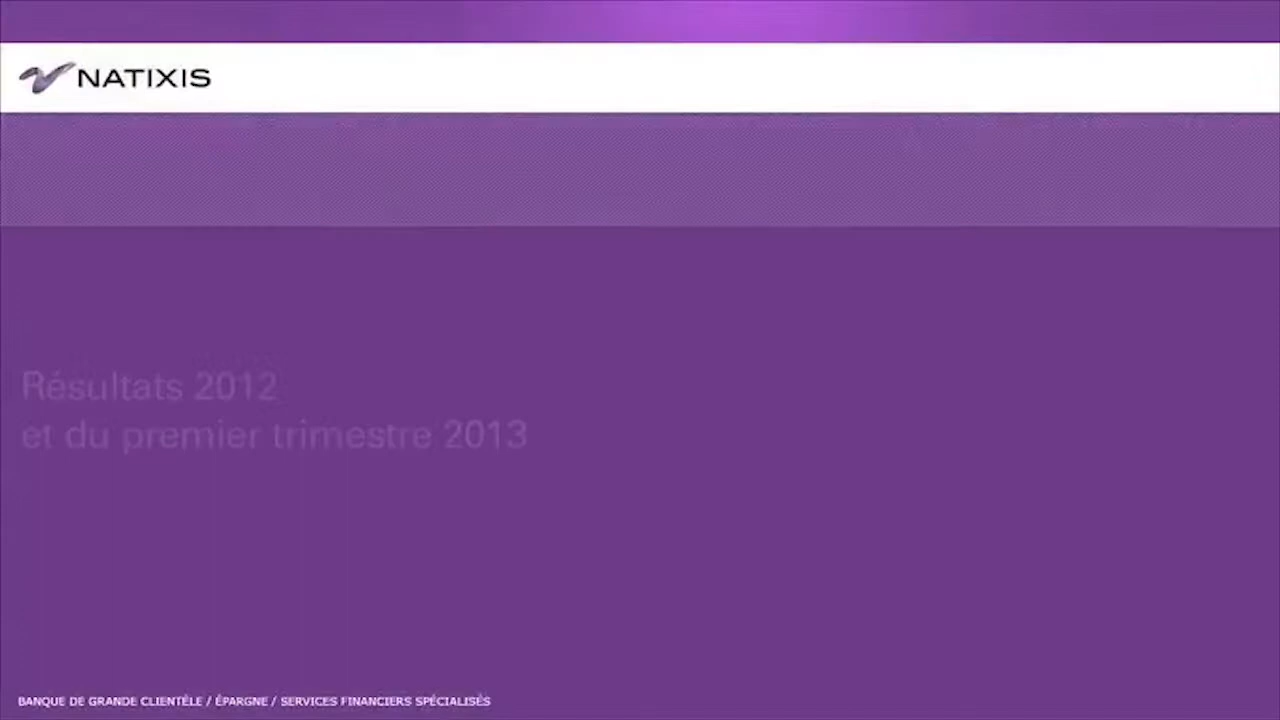 NATIXIS
Résultats 2012
et du premier trimestre 2013
BANQUE DE GRANDE CLIENTÈLE / ÉPARGNE / SERVICES FINANCIERS SPÉCIALISÉS